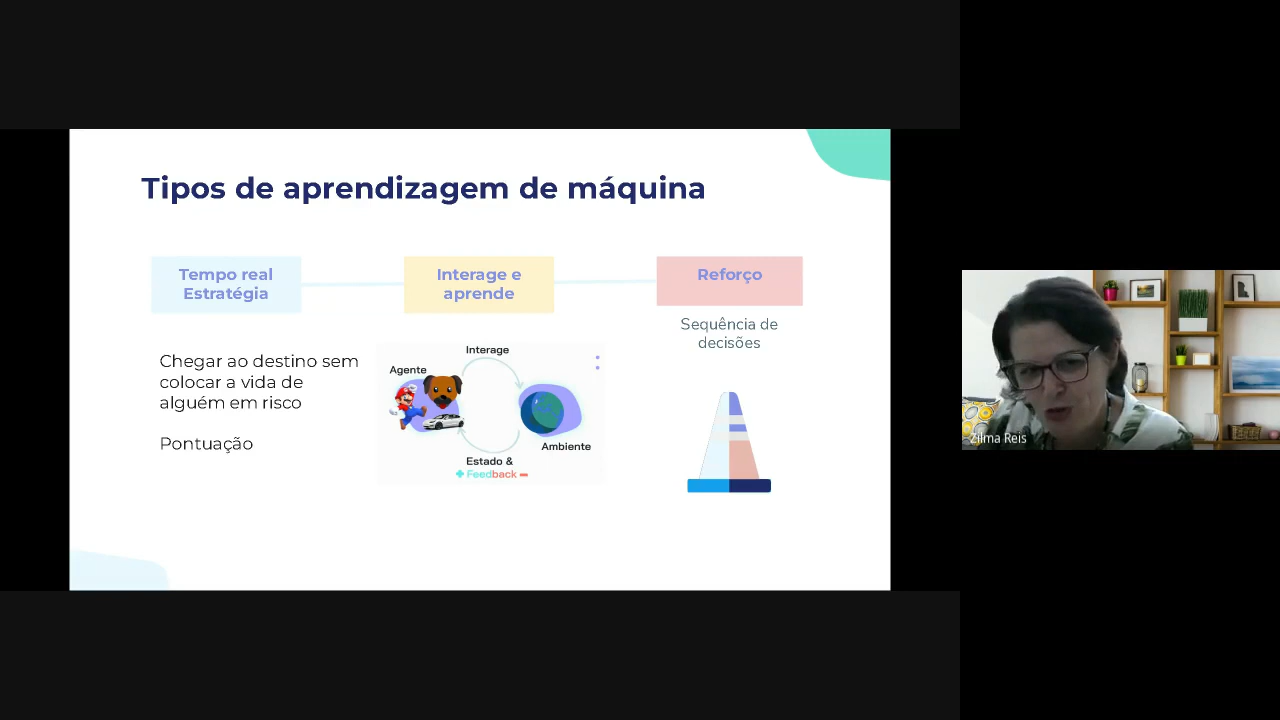 Tipos de aprendizagem de máquina
Tempo real
Estratégia
Interage e
aprende
Reforço
Sequência de
decisões
Chegar ao destino sem
colocar a vida de
alguém em risco
Pontuação
Interage
Agente
Ambiente
Estado &
+ Feedback −
Zilma Reis